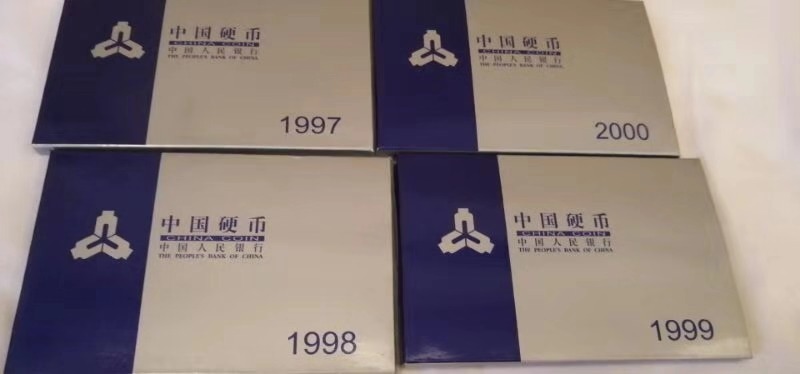 中国硬币
CHINA COIN
中国人民银行
THE PEOPLE'S BANK OF CHINA
1997
中国硬币
CHINA COIN
中国人民银行
THE PEOPLE'S BANK OF CHINA
2000
中国硬币
CHINA COIN
中国人民银行
THE PEOPLE'S BANK OF CHINA
1998
中国硬币
CHINA COIN
中国人民银行
THE PEOPLE'S BANK OF CHINA
1999